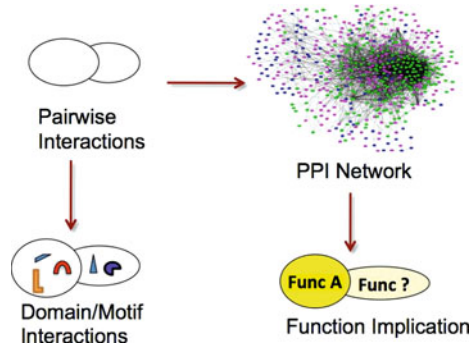 Pairwise
Interactions
PPI Network
Domain/Motif
Interactions
Func A
Func ?
Function Implication